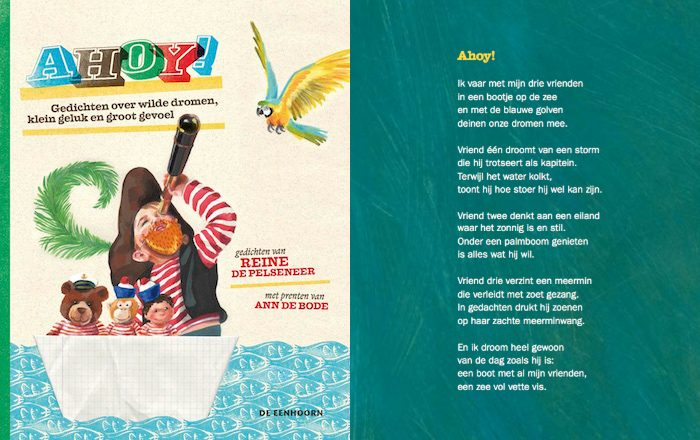 AHOY!
Gedichten over wilde dromen,
klein geluk en groot gevoel
gedichten van
REINE
DE PELSENEER
met prenten van
ANN DE BODE
DE EENHOORN
Ahoy!
Ik vaar met mijn drie vrienden
in een bootje op de zee
en met de blauwe golven
deinen onze dromen mee.
Vriend één droomt van een storm
die hij trotseert als kapitein.
Terwijl het water kolkt,
toont hij hoe stoer hij wel kan zijn.
Vriend twee denkt aan een eiland
waar het zonnig is en stil.
Onder een palmboom genieten
is alles wat hij wil.
Vriend drie verzint een meermin
die verleidt met zoet gezang.
In gedachten drukt hij zoenen
op haar zachte meerminwang.
En ik droom heel gewoon
van de dag zoals hij is:
een boot met al mijn vrienden,
een zee vol vette vis.